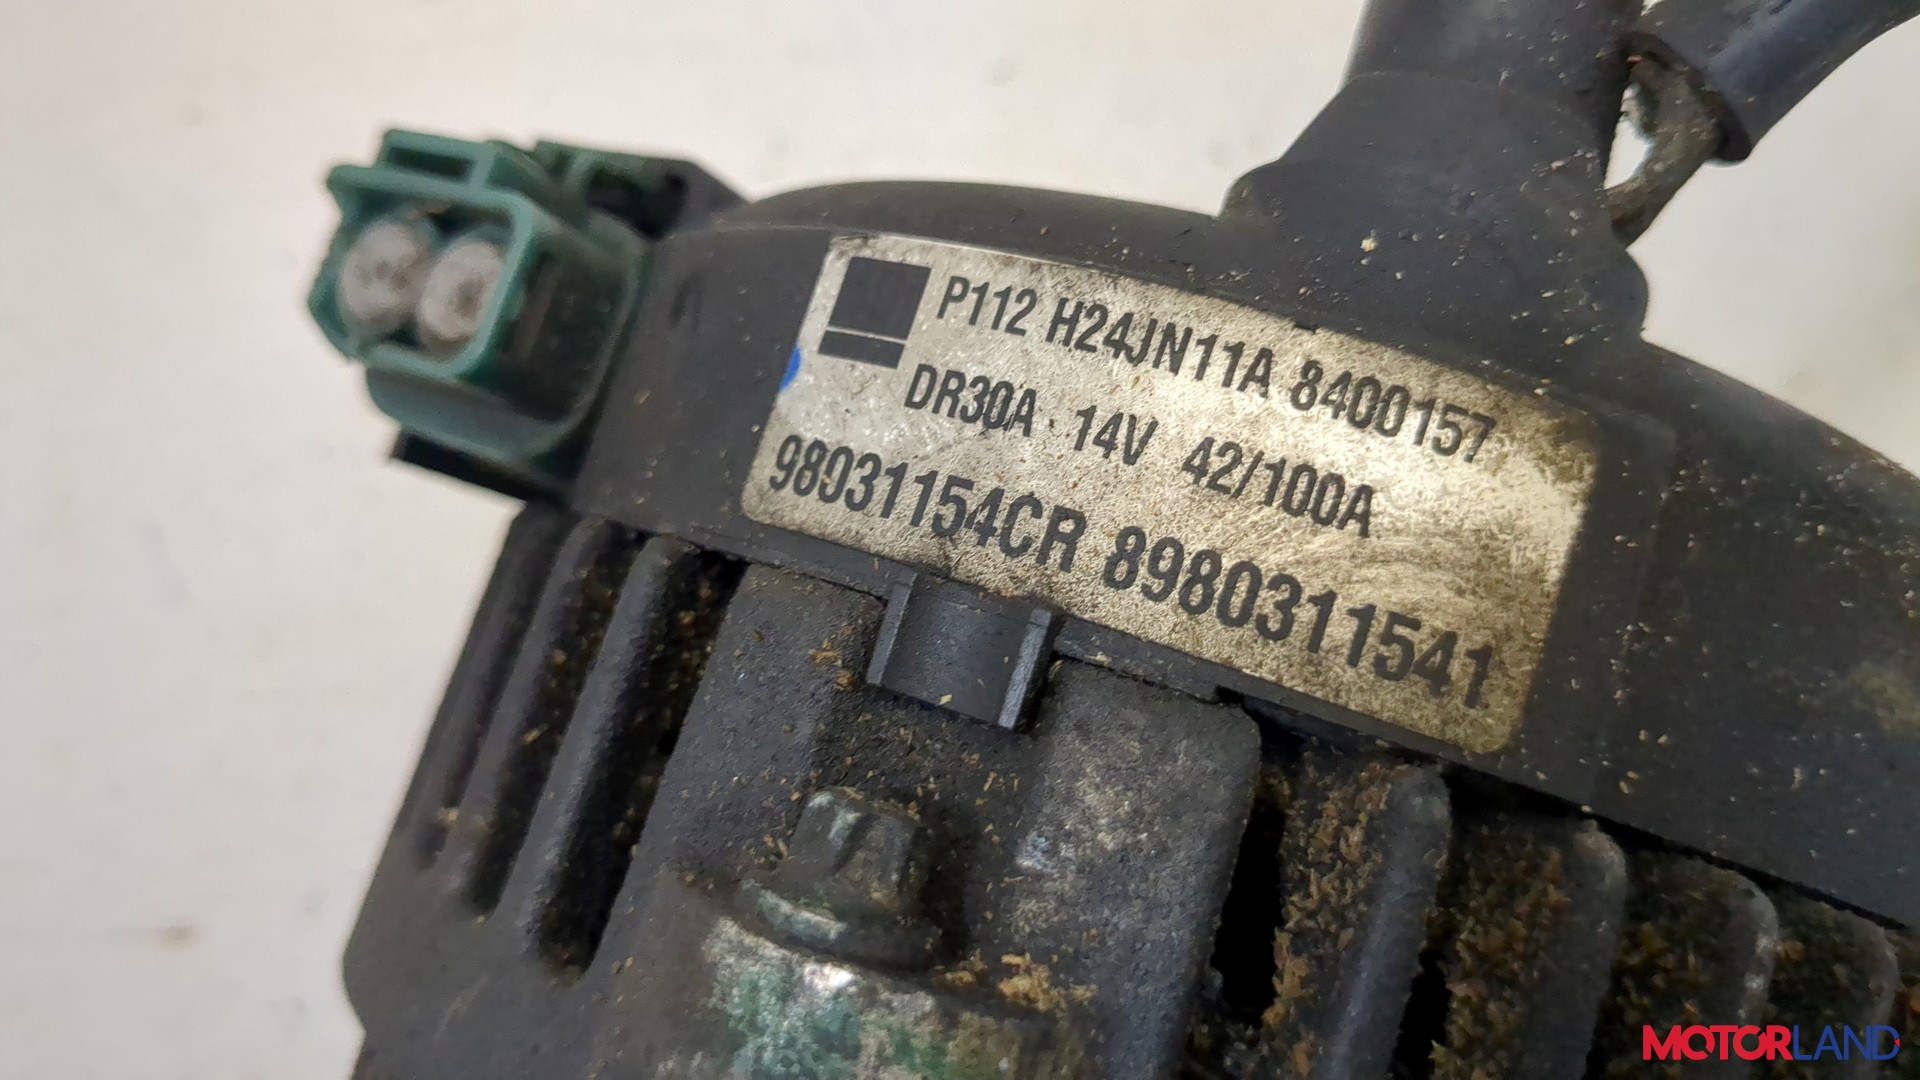 P112 H24JN11A 8400157
DR30A 14V 42/100A
98031154CR 8980311541
MOTORLAND